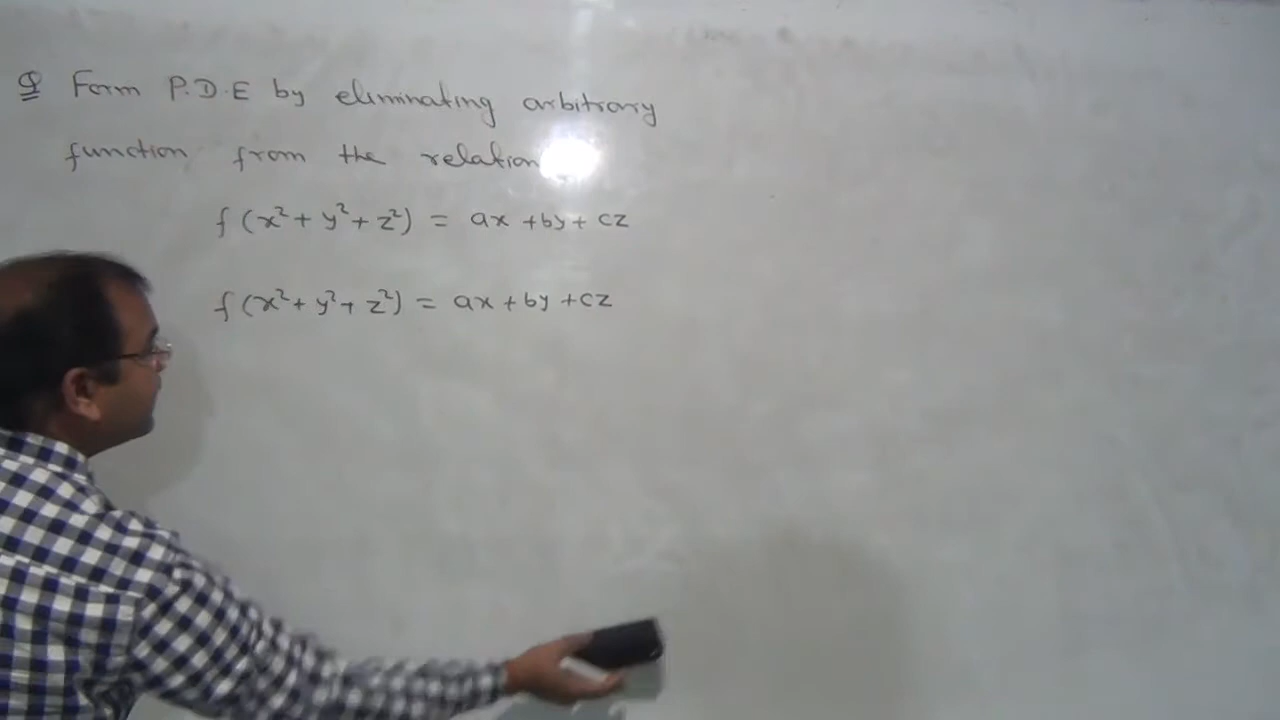 Q Form P.D.E by eliminating arbitrary
function from the relation
f(x²+y²+z²) = ax+by+cz
f(x²+y²+z²) = ax+by+cz